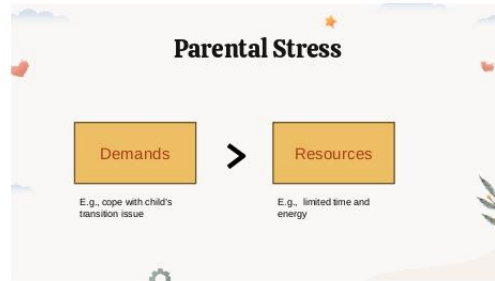 Parental Stress
Demands
>
Resources
E.g., cope with child's
transition issue
E.g., limited time and
energy